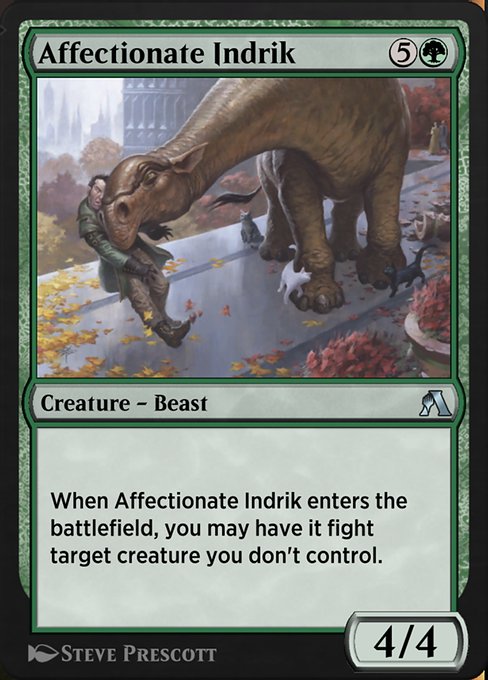 Affectionate Indrik 5
Creature – Beast
When Affectionate Indrik enters the
battlefield, you may have it fight
target creature you don't control.
4/4
Steve Prescott